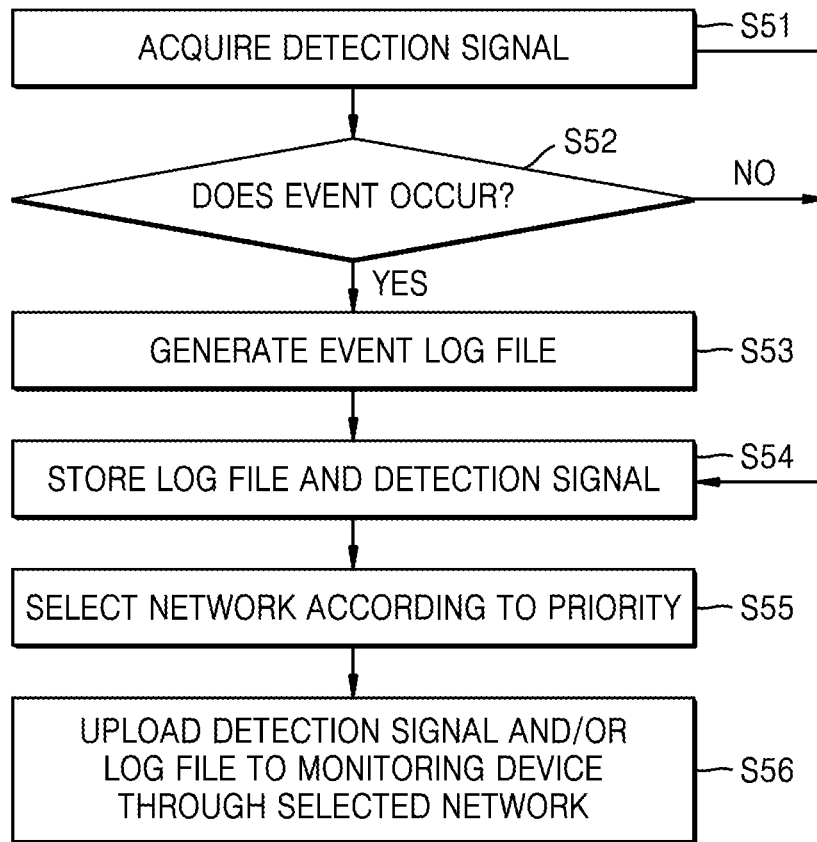 ACQUIRE DETECTION SIGNAL
S51
DOES EVENT OCCUR?
S52
NO
YES
GENERATE EVENT LOG FILE
S53
STORE LOG FILE AND DETECTION SIGNAL
S54
SELECT NETWORK ACCORDING TO PRIORITY
S55
UPLOAD DETECTION SIGNAL AND/OR
LOG FILE TO MONITORING DEVICE
THROUGH SELECTED NETWORK
S56